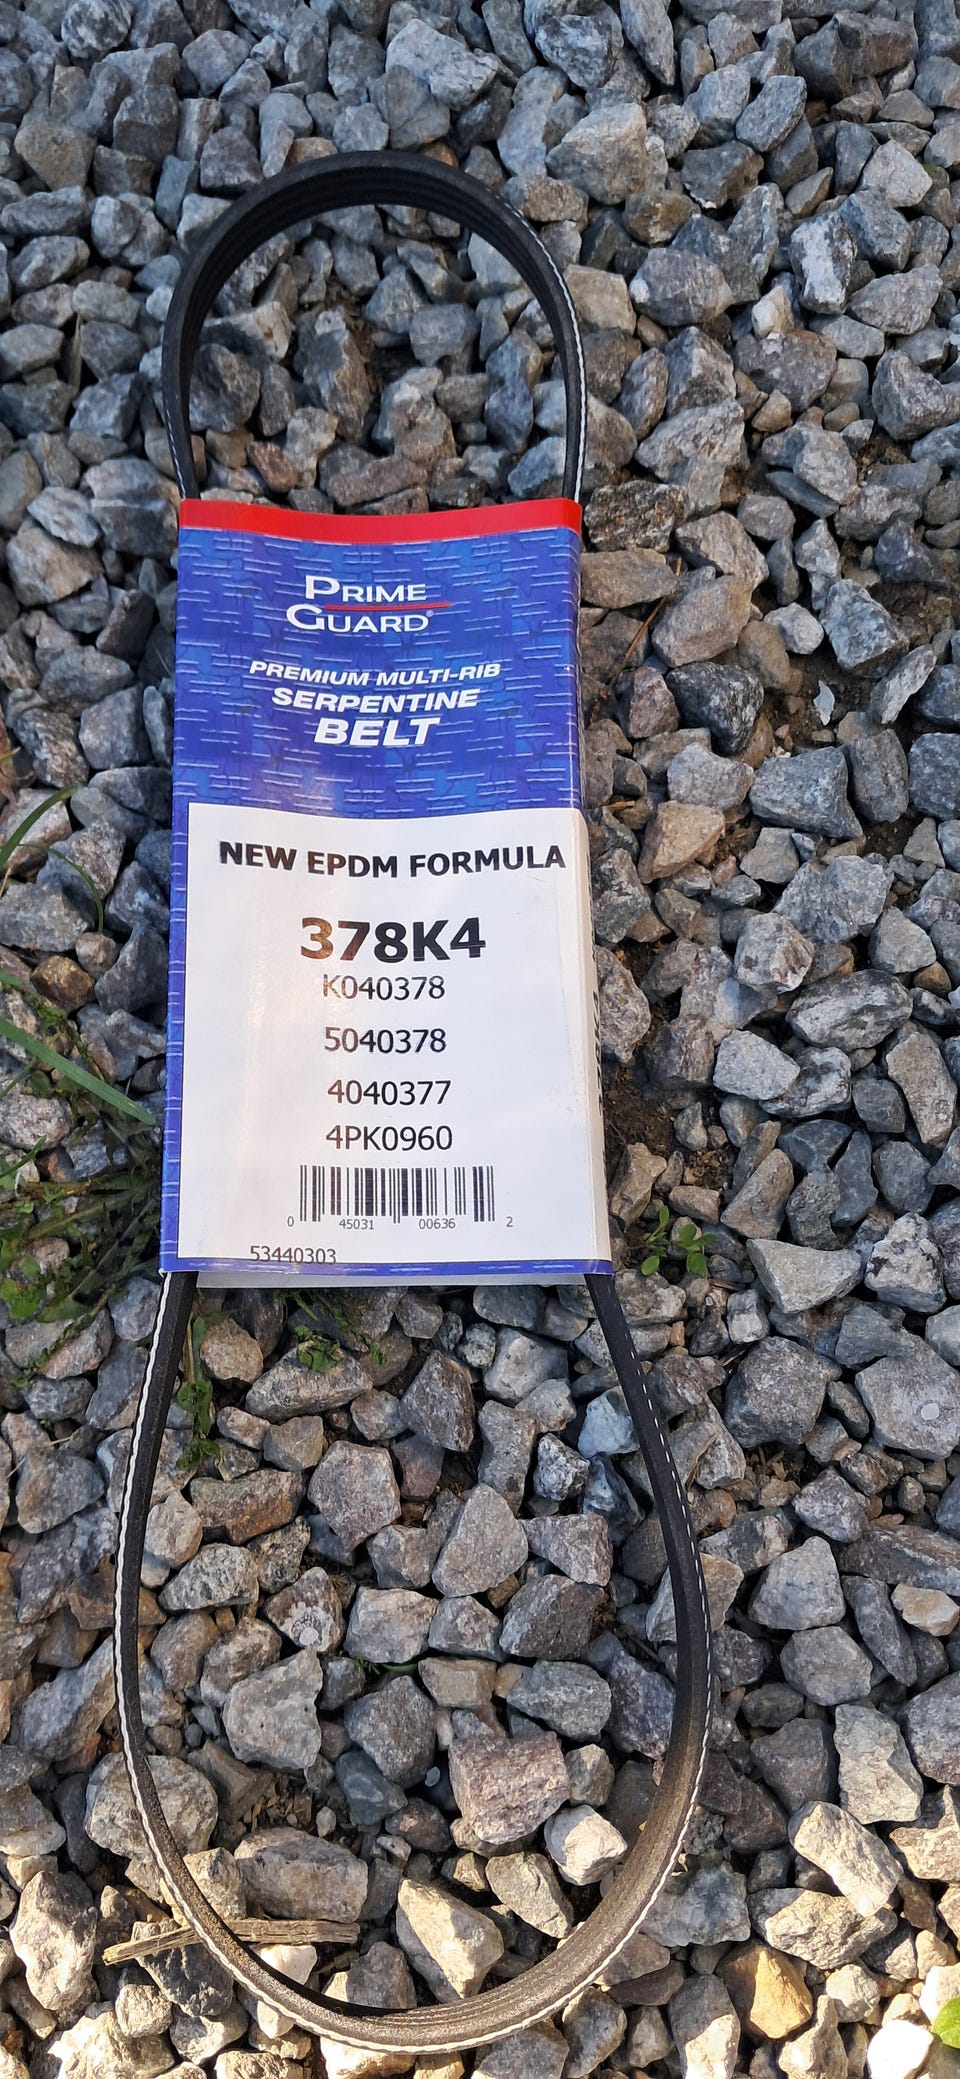 PRIME
GUARD®
PREMIUM MULTI-RIB
SERPENTINE
BELT
NEW EPDM FORMULA
378K4
K040378
5040378
4040377
4PK0960
0 45031 00636 2
53440303